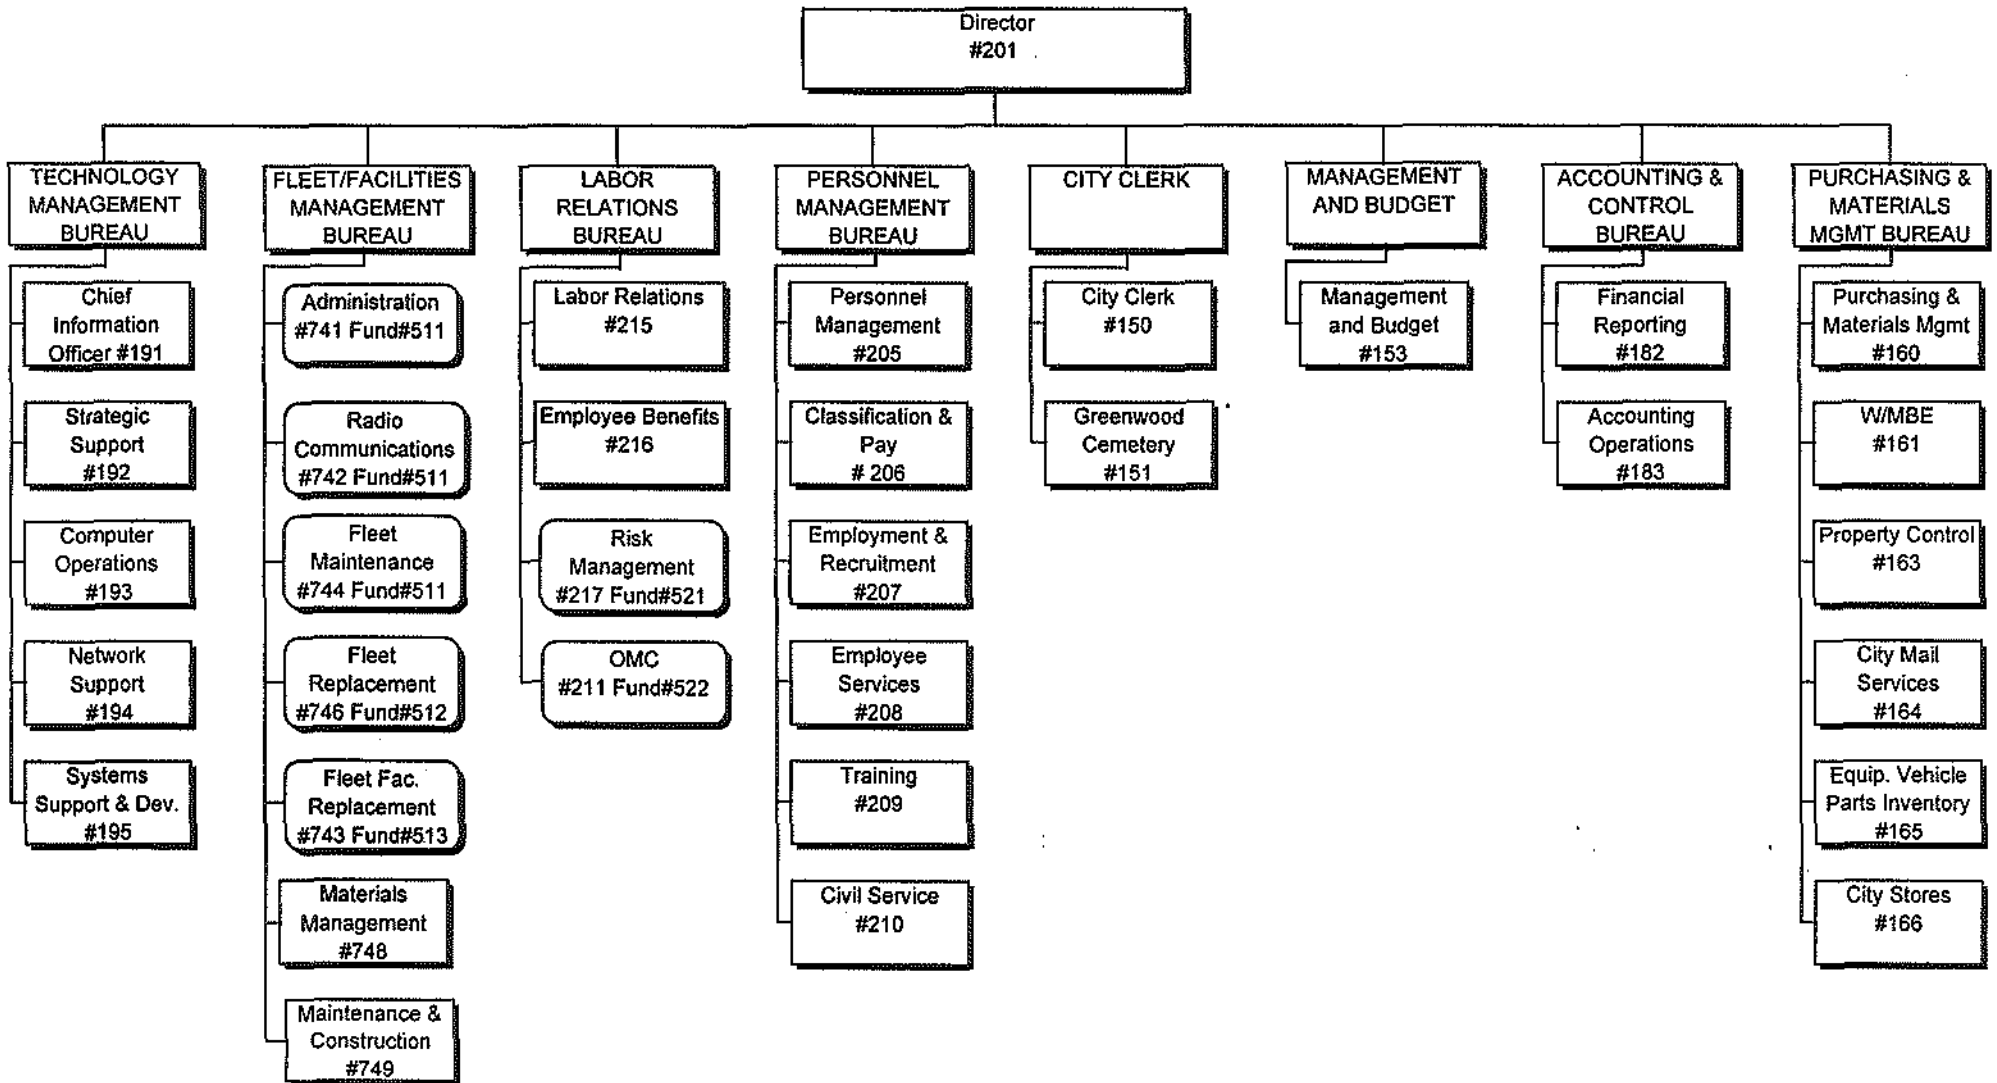 Director
#201
TECHNOLOGY
MANAGEMENT
BUREAU
Chief
Information
Officer #191
Strategic
Support
#192
Computer
Operations
#193
Network
Support
#194
Systems
Support & Dev.
#195
FLEET/FACILITIES
MANAGEMENT
BUREAU
Administration
#741 Fund#511
Radio
Communications
#742 Fund#511
Fleet
Maintenance
#744 Fund#511
Fleet
Replacement
#746 Fund#512
Fleet Fac.
Replacement
#743 Fund#513
Materials
Management
#748
Maintenance &
Construction
#749
LABOR
RELATIONS
BUREAU
Labor Relations
#215
Employee Benefits
#216
Risk
Management
#217 Fund#521
OMC
#211 Fund#522
PERSONNEL
MANAGEMENT
BUREAU
Personnel
Management
#205
Classification &
Pay
# 206
Employment &
Recruitment
#207
Employee
Services
#208
Training
#209
Civil Service
#210
CITY CLERK
City Clerk
#150
Greenwood
Cemetery
#151
MANAGEMENT
AND BUDGET
Management
and Budget
#153
ACCOUNTING &
CONTROL
BUREAU
Financial
Reporting
#182
Accounting
Operations
#183
PURCHASING &
MATERIALS
MGMT BUREAU
Purchasing &
Materials Mgmt
#160
W/MBE
#161
Property Control
#163
City Mail
Services
#164
Equip. Vehicle
Parts Inventory
#165
City Stores
#166